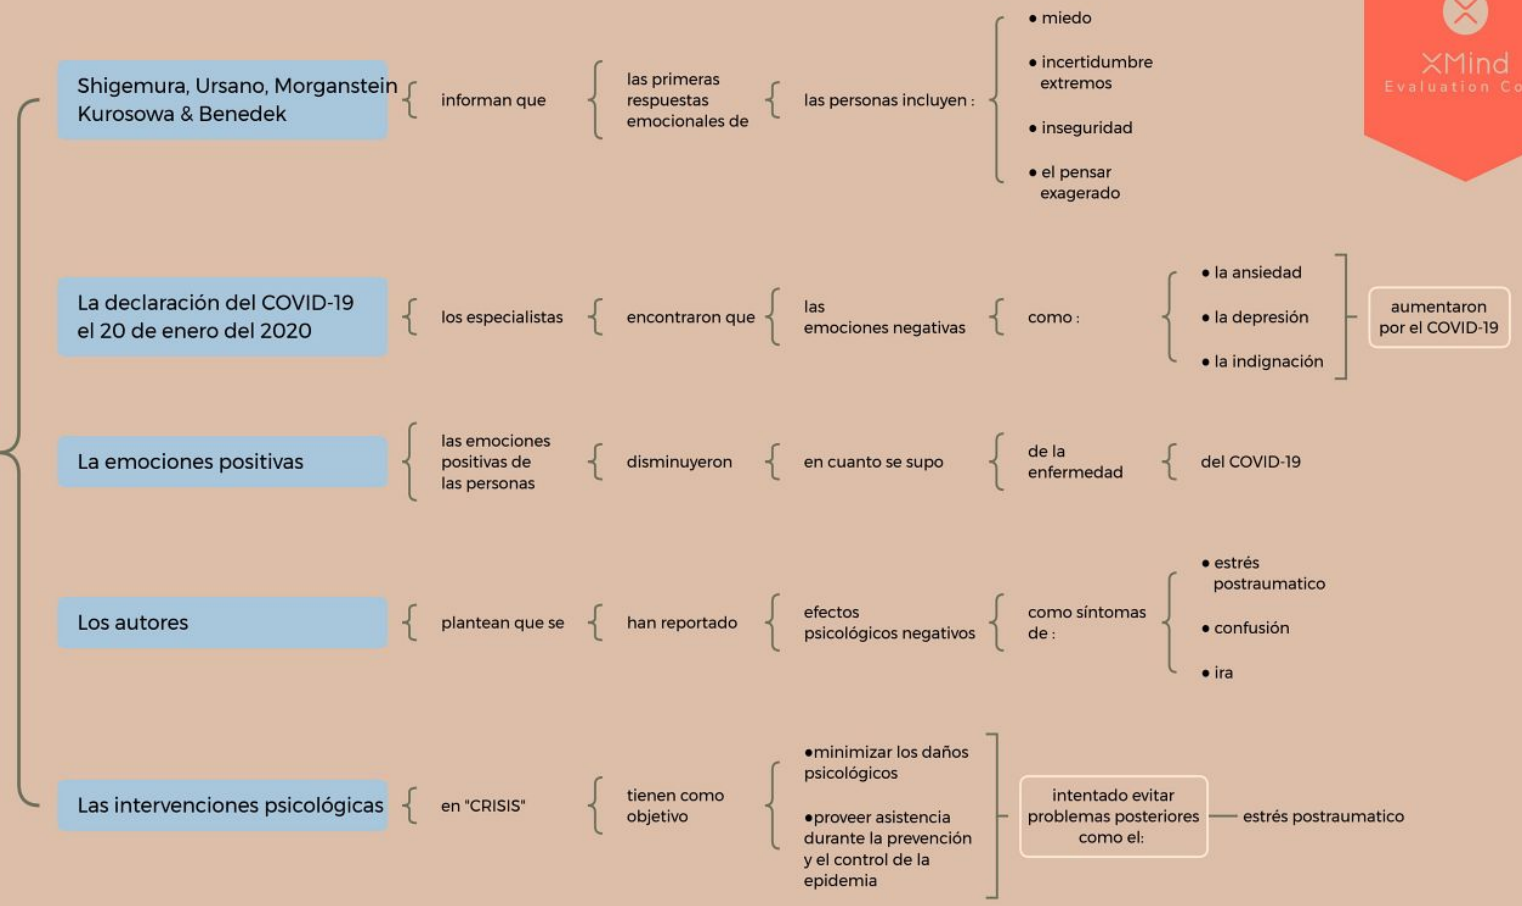 Shigemura, Ursano, Morganstein
Kurosowa & Benedek
informan que
las primeras
respuestas
emocionales de
las personas incluyen :
● miedo
● incertidumbre
extremos
● inseguridad
● el pensar
exagerado
XMind
Evaluation Co
La declaración del COVID-19
el 20 de enero del 2020
los especialistas
encontraron que
las
emociones negativas
como :
● la ansiedad
● la depresión
● la indignación
aumentaron
por el COVID-19
La emociones positivas
las emociones
positivas de
las personas
disminuyeron
en cuanto se supo
de la
enfermedad
del COVID-19
Los autores
plantean que se
han reportado
efectos
psicológicos negativos
como síntomas
de :
● estrés
postraumatico
● confusión
● ira
Las intervenciones psicológicas
en "CRISIS"
tienen como
objetivo
●minimizar los daños
psicológicos
●proveer asistencia
durante la prevención
y el control de la
epidemia
intentado evitar
problemas posteriores
como el:
estrés postraumatico